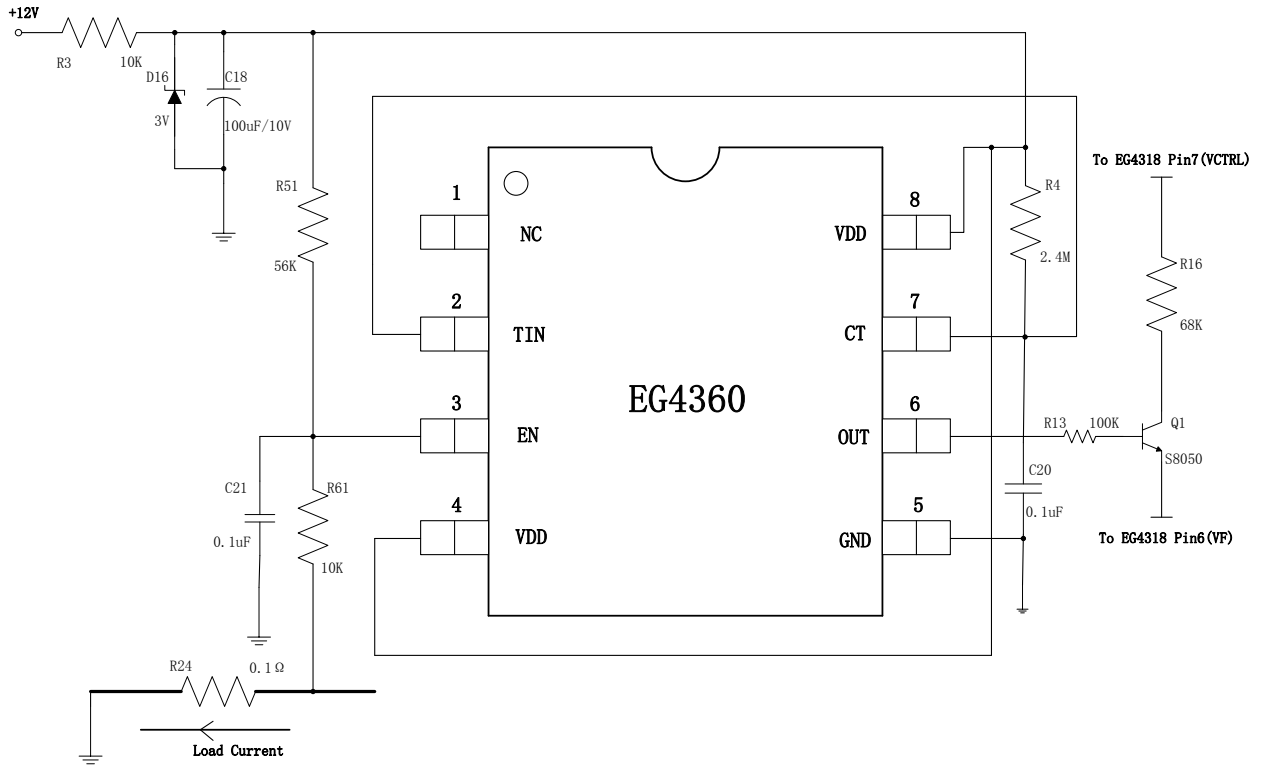 +12V
R3
10K
D16
3V
C18
100uF/10V
R51
56K
1
NC
2
TIN
3
EN
4
VDD
EG4360
8
VDD
7
CT
6
OUT
5
GND
R4
2.4M
To EG4318 Pin7(VCTRL)
R16
68K
R13
100K
Q1
S8050
To EG4318 Pin6(VF)
C20
0.1uF
C21
0.1uF
R61
10K
R24
0.1Ω
Load Current